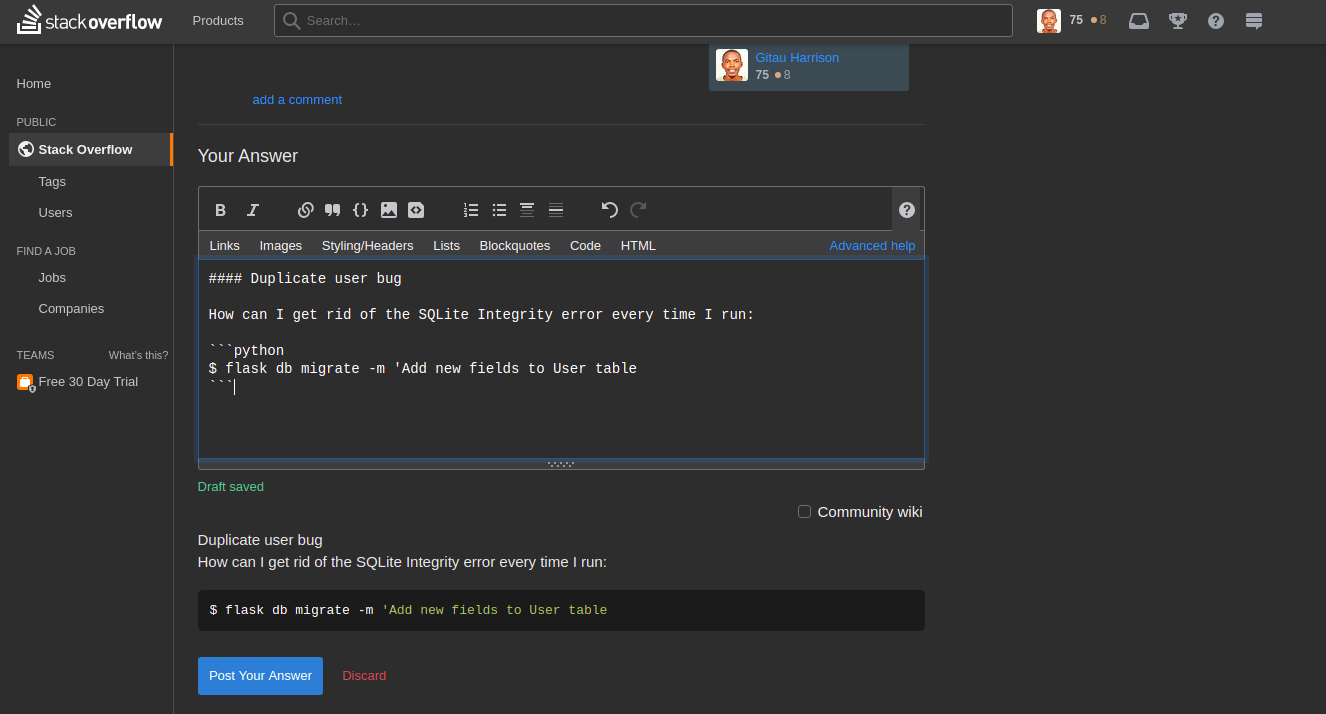 stackoverflow Products Search… 75 8
Gitau Harrison
75 8
add a comment
Home
PUBLIC
Stack Overflow
Tags
Users
FIND A JOB
Jobs
Companies
TEAMS What's this?
Free 30 Day Trial
Your Answer
B I
Links Images Styling/Headers Lists Blockquotes Code HTML Advanced help
#### Duplicate user bug
How can I get rid of the SQLite Integrity error every time I run:
```python
$ flask db migrate -m 'Add new fields to User table
```
Draft saved
Community wiki
Duplicate user bug
How can I get rid of the SQLite Integrity error every time I run:
$ flask db migrate -m 'Add new fields to User table
Post Your Answer Discard